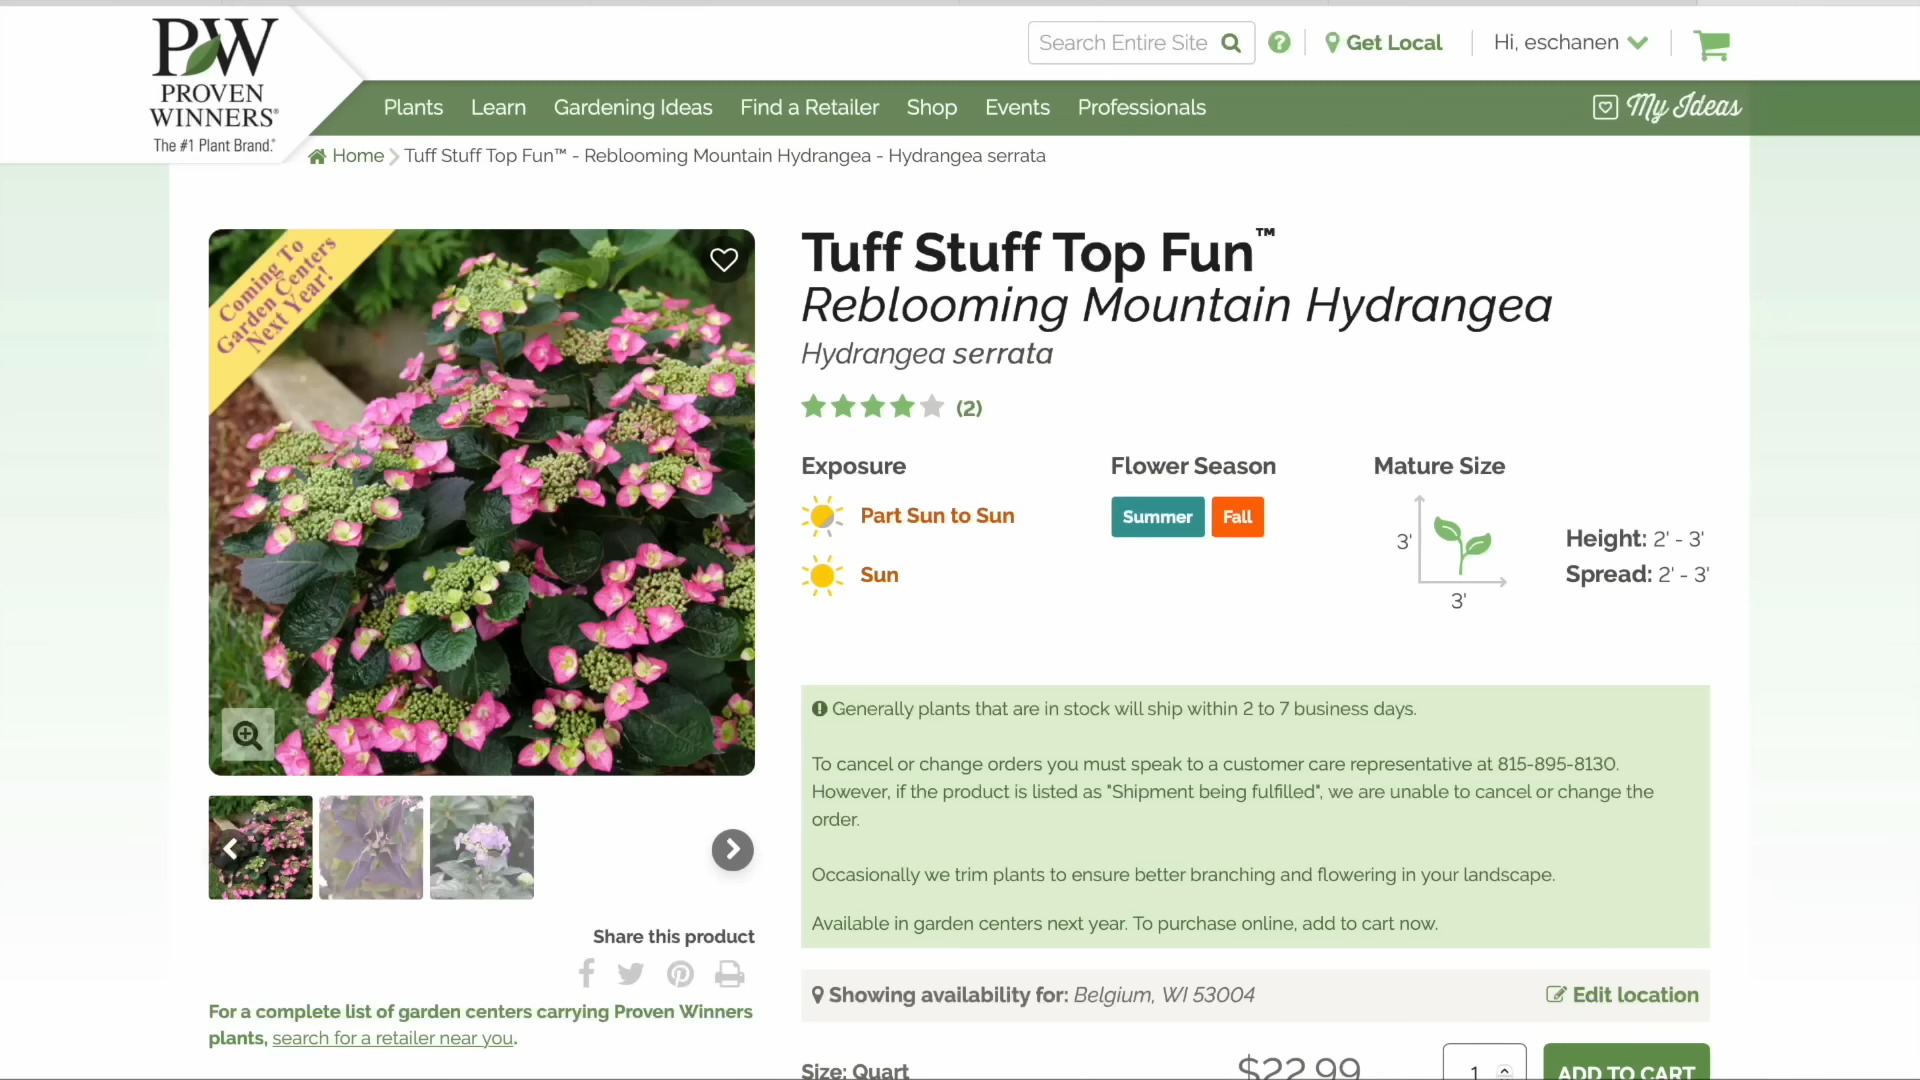 PW
PROVEN
WINNERS®
The #1 Plant Brand.®
Search Entire Site
?
Get Local
Hi, eschanen
Plants Learn Gardening Ideas Find a Retailer Shop Events Professionals
My Ideas
Home Tuff Stuff Top Fun™ - Reblooming Mountain Hydrangea - Hydrangea serrata
Coming To
Garden Centers
Next Year!
Tuff Stuff Top Fun™
Reblooming Mountain Hydrangea
Hydrangea serrata
(2)
Exposure
Part Sun to Sun
Sun
Flower Season
Summer Fall
Mature Size
3'
3'
Height: 2' - 3'
Spread: 2' - 3'
Generally plants that are in stock will ship within 2 to 7 business days.
To cancel or change orders you must speak to a customer care representative at 815-895-8130.
However, if the product is listed as "Shipment being fulfilled", we are unable to cancel or change the
order.
Occasionally we trim plants to ensure better branching and flowering in your landscape.
Available in garden centers next year. To purchase online, add to cart now.
Share this product
For a complete list of garden centers carrying Proven Winners
plants, search for a retailer near you.
Showing availability for: Belgium, WI 53004
Edit location
Size: Quart
$22.99
1
ADD TO CART